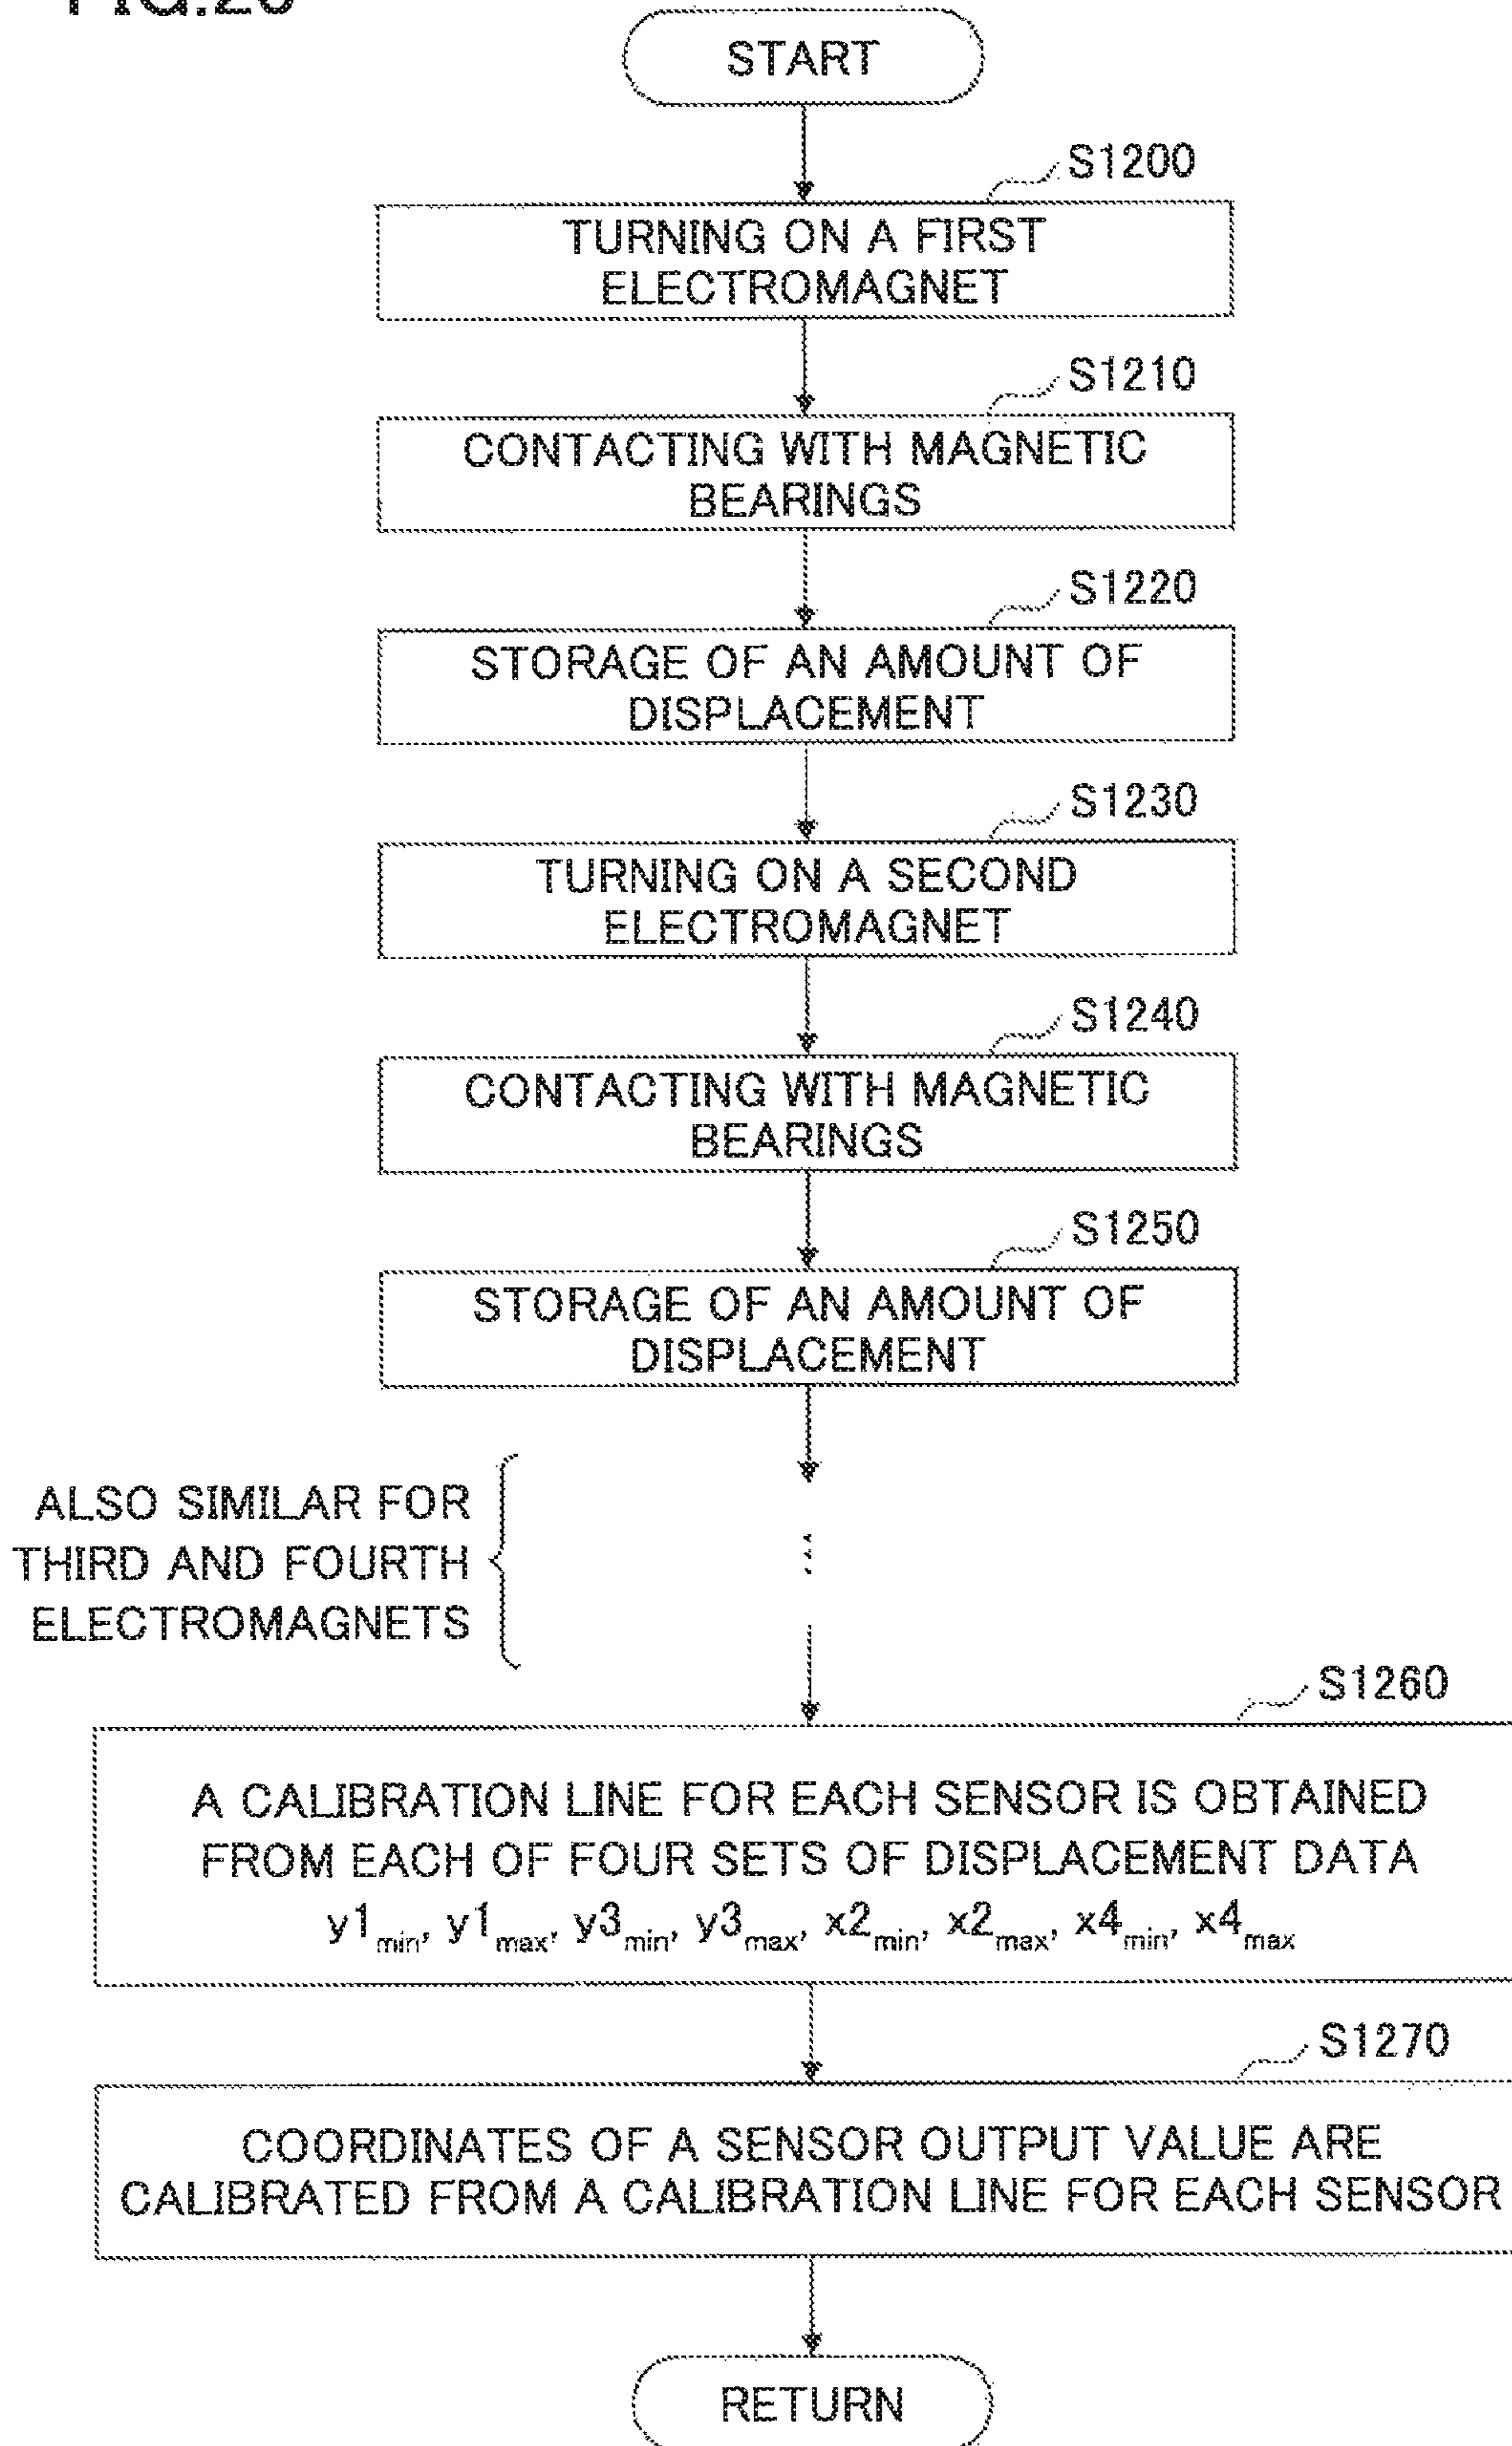 START
S1200
TURNING ON A FIRST
ELECTROMAGNET
S1210
CONTACTING WITH MAGNETIC
BEARINGS
S1220
STORAGE OF AN AMOUNT OF
DISPLACEMENT
S1230
TURNING ON A SECOND
ELECTROMAGNET
S1240
CONTACTING WITH MAGNETIC
BEARINGS
S1250
STORAGE OF AN AMOUNT OF
DISPLACEMENT
ALSO SIMILAR FOR
THIRD AND FOURTH
ELECTROMAGNETS
S1260
A CALIBRATION LINE FOR EACH SENSOR IS OBTAINED
FROM EACH OF FOUR SETS OF DISPLACEMENT DATA
y1min, y1max, y3min, y3max, x2min, x2max, x4min, x4max
S1270
COORDINATES OF A SENSOR OUTPUT VALUE ARE
CALIBRATED FROM A CALIBRATION LINE FOR EACH SENSOR
RETURN